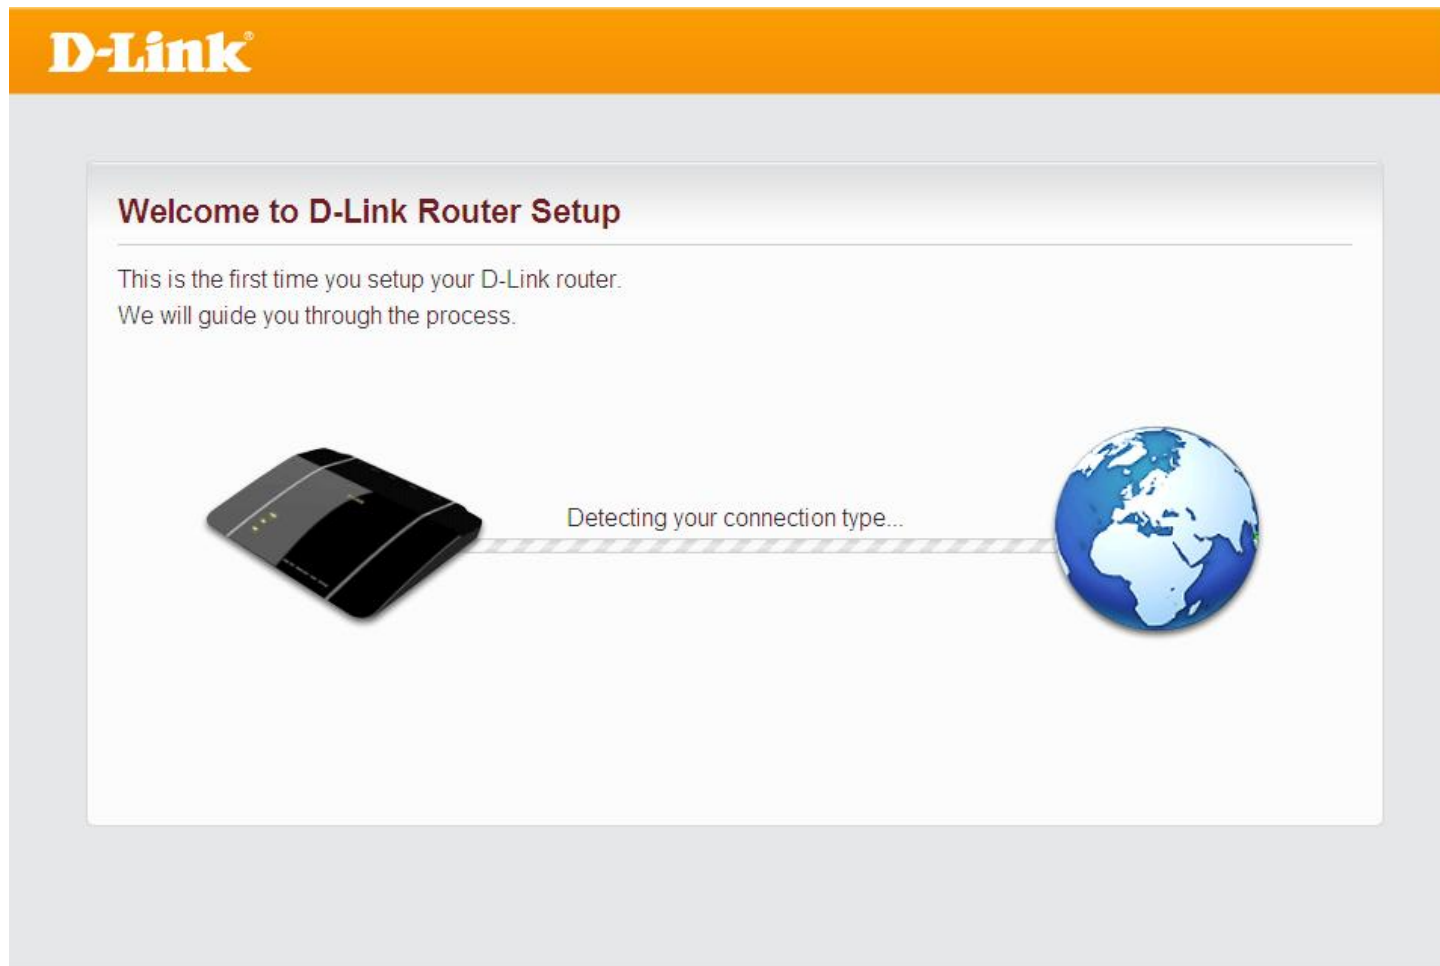 D-Link®
Welcome to D-Link Router Setup
This is the first time you setup your D-Link router.
We will guide you through the process.
Detecting your connection type...